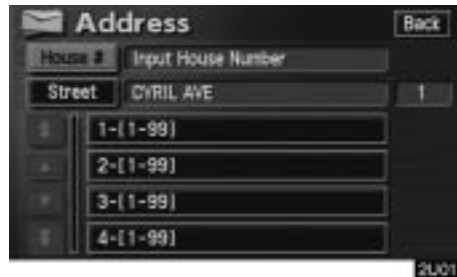 Address Back
House # Input House Number
Street CYRIL AVE 1
1-[1-99]
2-[1-99]
3-[1-99]
4-[1-99]
2U01